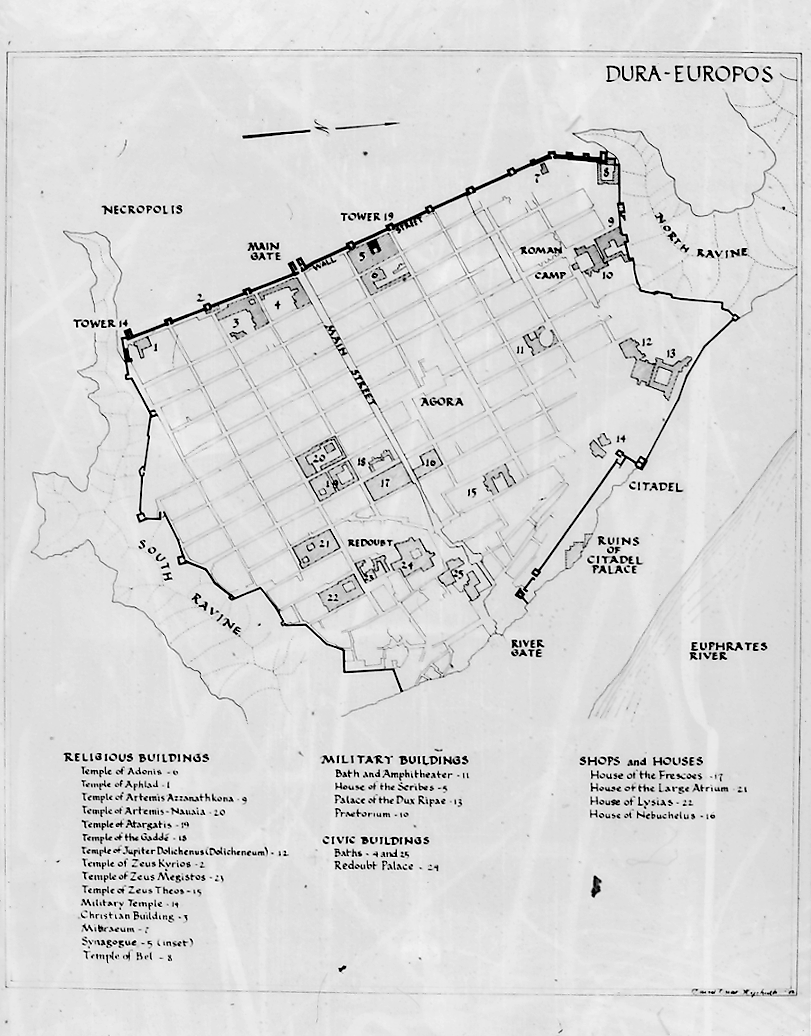 DURA-EUROPOS
NECROPOLIS
TOWER 19
MAIN
GATE
WALL STREET
TOWER 14
MAIN STREET
ROMAN
CAMP
NORTH RAVINE
AGORA
CITADEL
RUINS
OF
CITADEL
PALACE
REDOUBT
SOUTH
RAVINE
RIVER
GATE
EUPHRATES
RIVER
1
2
3
4
5
6
7
8
9
10
11
12
13
14
15
16
17
18
19
20
21
22
23
24
25
RELIGIOUS BUILDINGS
Temple of Adonis - 6
Temple of Aphlad - 1
Temple of Artemis Azzanathkona - 9
Temple of Artemis-Nanaia - 20
Temple of Atargatis - 19
Temple of the Gaddé - 18
Temple of Jupiter Dolichenus (Dolicheneum) - 12
Temple of Zeus Kyrios - 2
Temple of Zeus Megistos - 23
Temple of Zeus Theos - 15
Military Temple - 14
Christian Building - 3
Mithraeum - 7
Synagogue - 5 (inset)
Temple of Bel - 8
MILITARY BUILDINGS
Bath and Amphitheater - 11
House of the Scribes - 5
Palace of the Dux Ripae - 13
Praetorium - 10
CIVIC BUILDINGS
Baths - 4 and 25
Redoubt Palace - 24
SHOPS and HOUSES
House of the Frescoes - 17
House of the Large Atrium - 21
House of Lysias - 22
House of Nebuchelus - 16